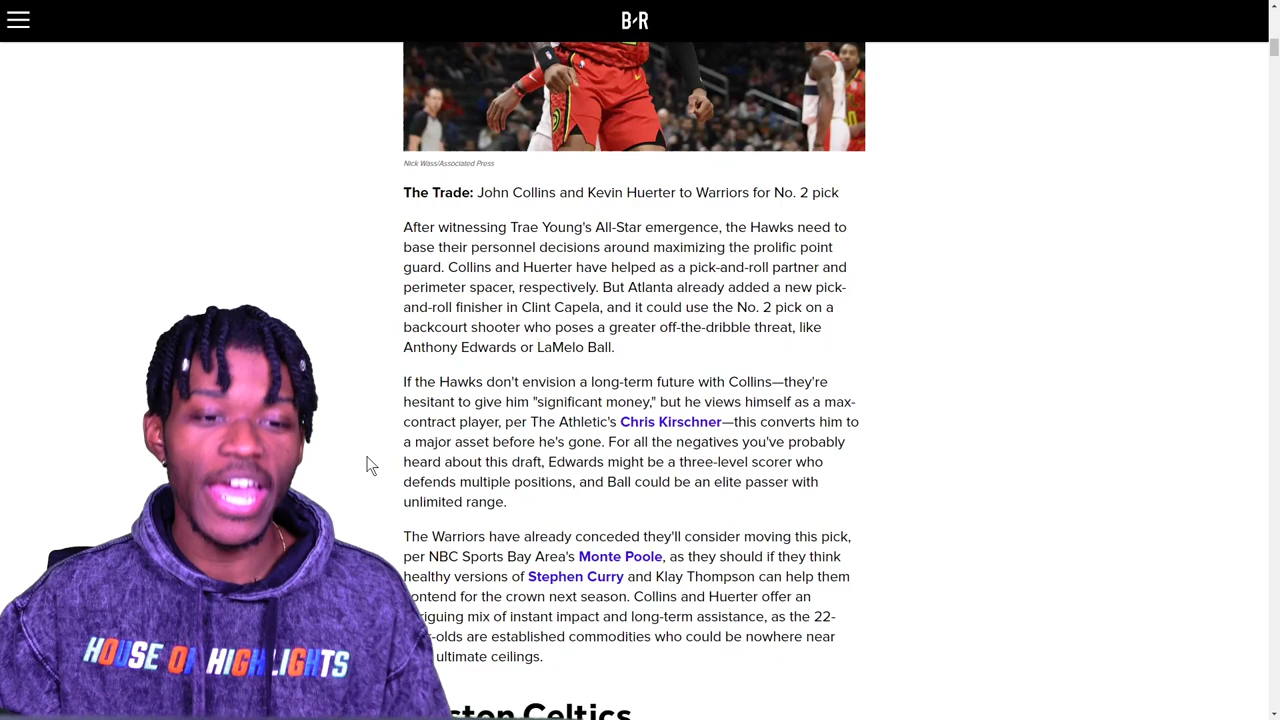 B/R
Nick Wass/Associated Press
The Trade: John Collins and Kevin Huerter to Warriors for No. 2 pick
After witnessing Trae Young's All-Star emergence, the Hawks need to
base their personnel decisions around maximizing the prolific point
guard. Collins and Huerter have helped as a pick-and-roll partner and
perimeter spacer, respectively. But Atlanta already added a new pick-
and-roll finisher in Clint Capela, and it could use the No. 2 pick on a
backcourt shooter who poses a greater off-the-dribble threat, like
Anthony Edwards or LaMelo Ball.
If the Hawks don't envision a long-term future with Collins—they're
hesitant to give him "significant money," but he views himself as a max-
contract player, per The Athletic's Chris Kirschner—this converts him to
a major asset before he's gone. For all the negatives you've probably
heard about this draft, Edwards might be a three-level scorer who
defends multiple positions, and Ball could be an elite passer with
unlimited range.
The Warriors have already conceded they'll consider moving this pick,
per NBC Sports Bay Area's Monte Poole, as they should if they think
healthy versions of Stephen Curry and Klay Thompson can help them
ontend for the crown next season. Collins and Huerter offer an
riguing mix of instant impact and long-term assistance, as the 22-
-olds are established commodities who could be nowhere near
ultimate ceilings.
ston Celtics
HOUSE OF HIGHLIGHTS